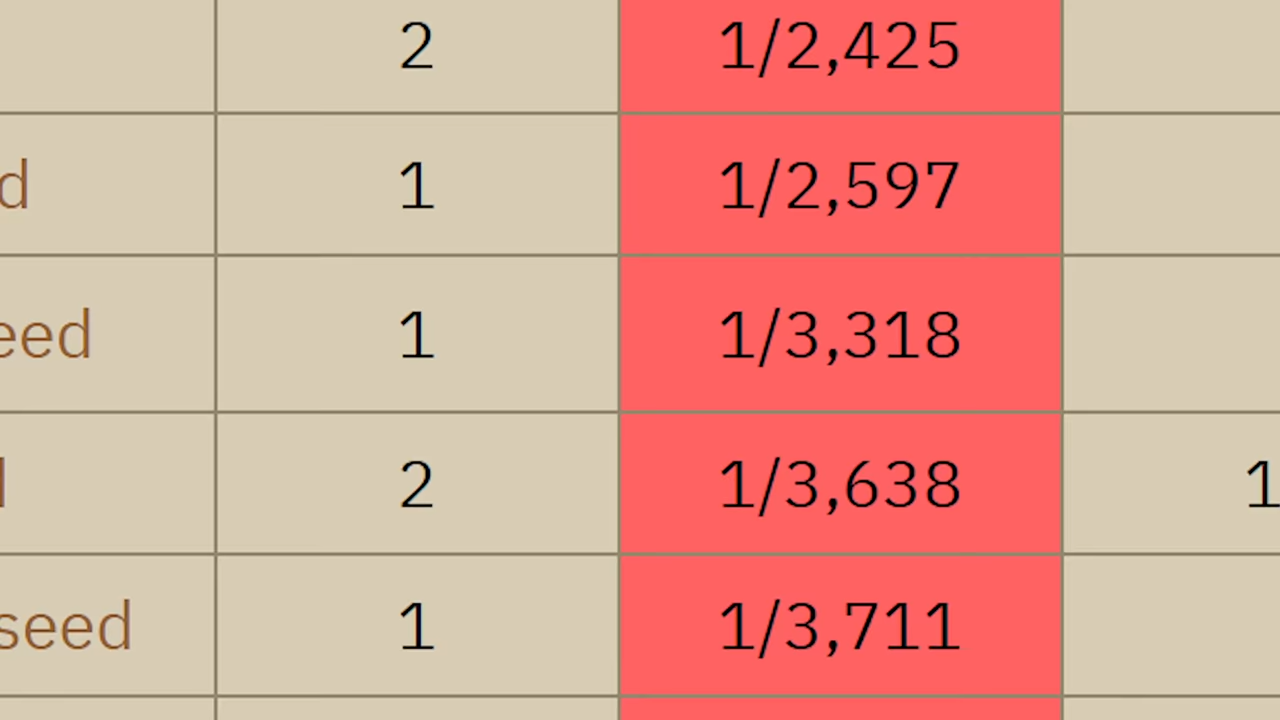 2 1/2,425
d 1 1/2,597
eed 1 1/3,318
2 1/3,638 1
seed 1 1/3,711